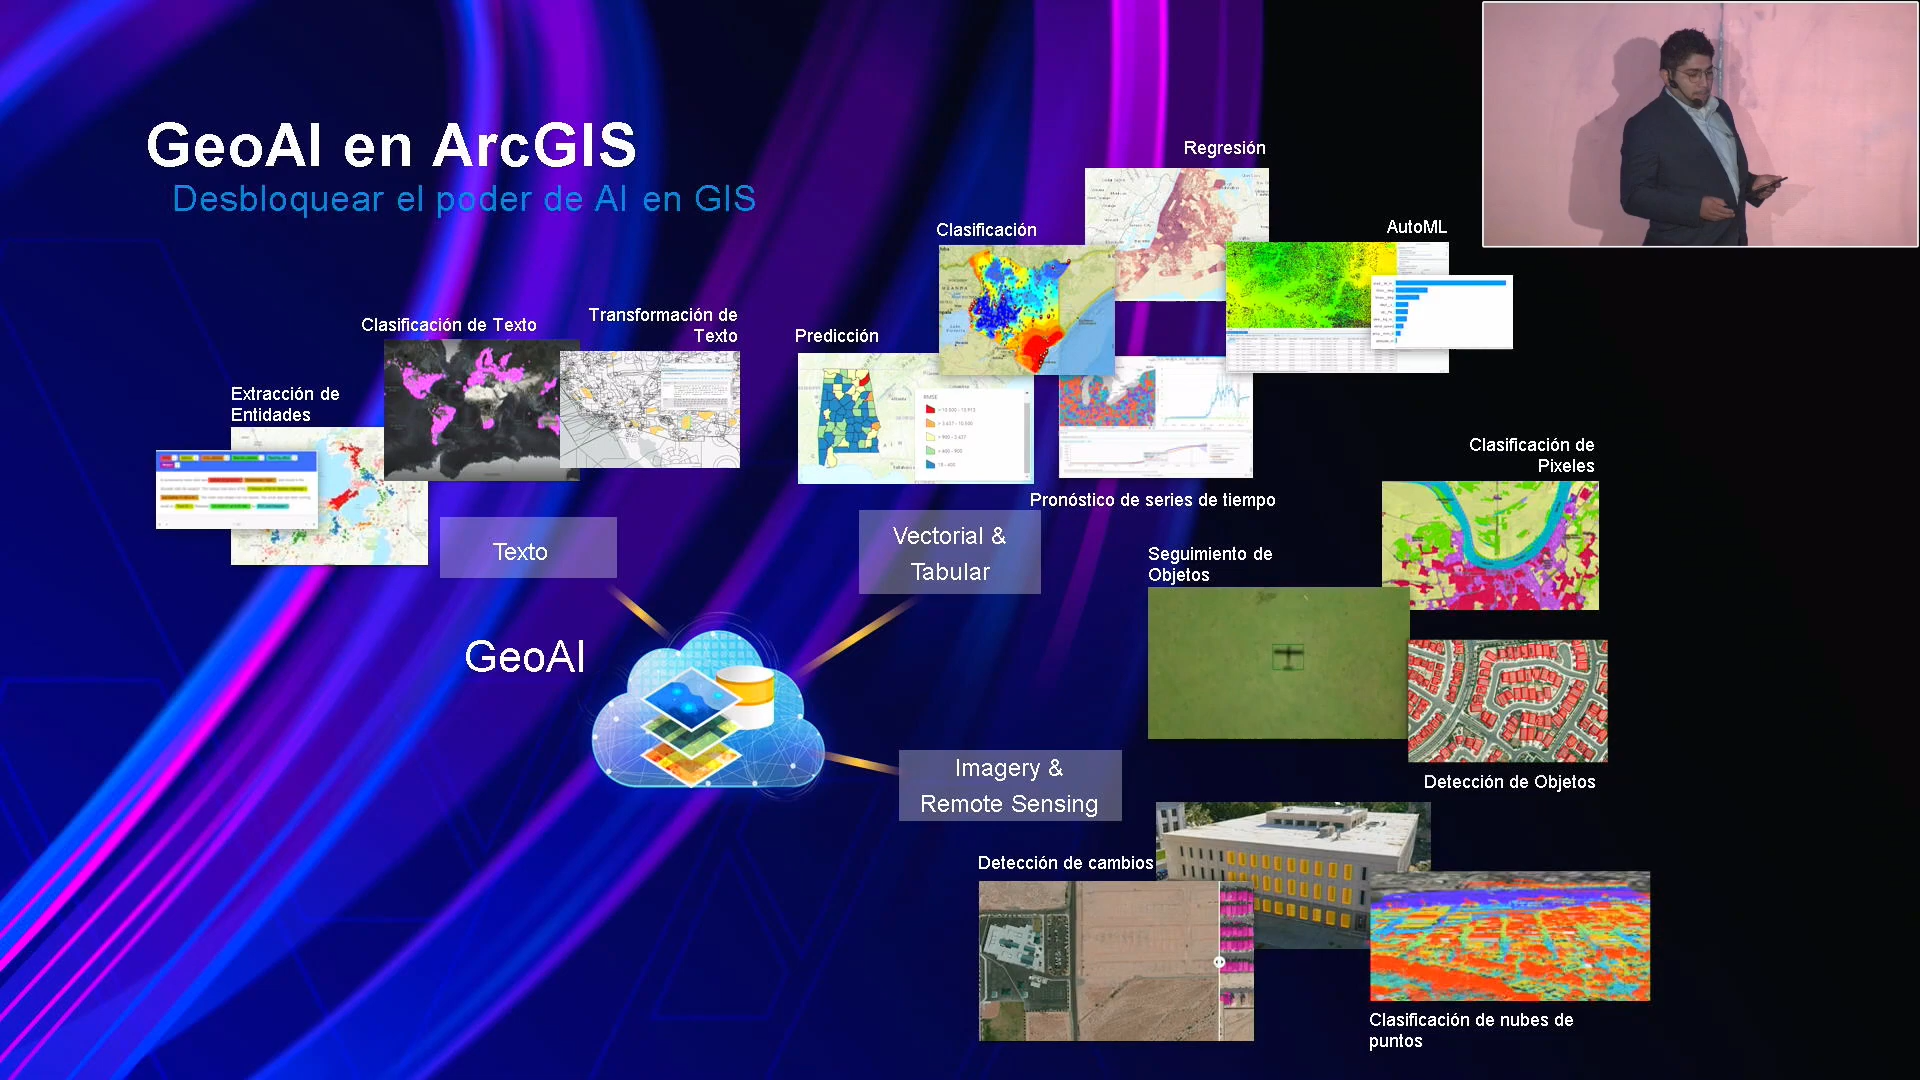 GeoAI en ArcGIS
Desbloquear el poder de AI en GIS
Regresión
Clasificación
AutoML
Clasificación de Texto
Transformación de
Texto
Predicción
Extracción de
Entidades
RMSE
Pronóstico de series de tiempo
Clasificación de
Pixeles
Texto
Vectorial &
Tabular
Seguimiento de
Objetos
GeoAI
Imagery &
Remote Sensing
Detección de Objetos
Detección de cambios
Clasificación de nubes de
puntos